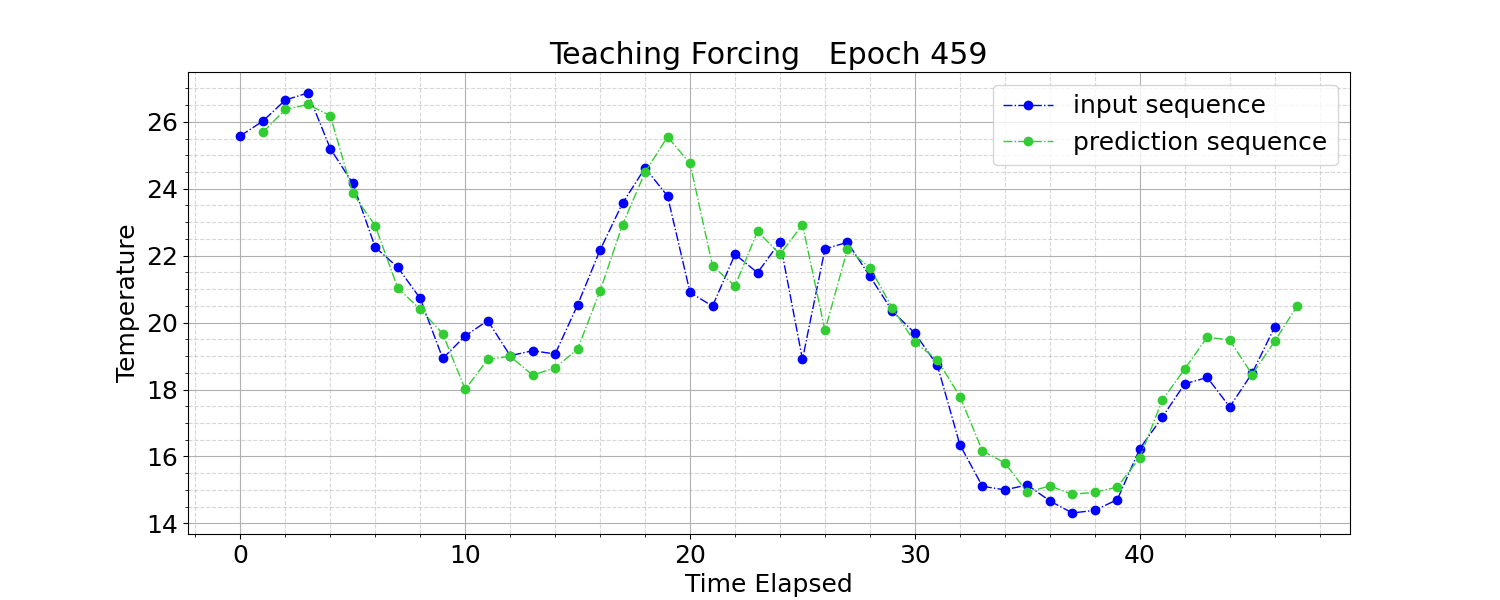 Teaching Forcing   Epoch 459
input sequence
prediction sequence
Temperature
26
24
22
20
18
16
14
0 10 20 30 40
Time Elapsed